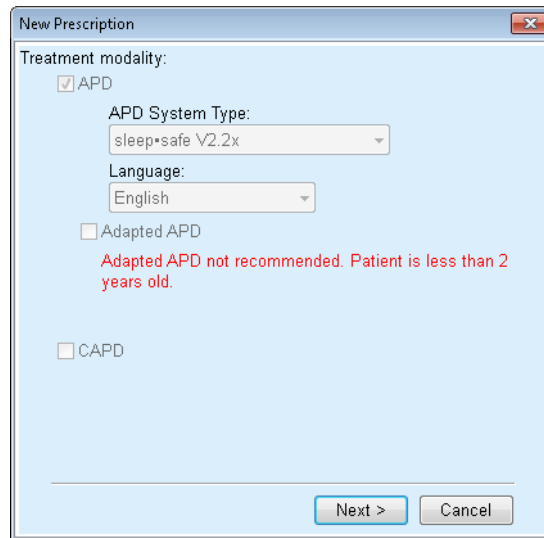 New Prescription
Treatment modality:
APD
APD System Type:
sleep•safe V2.2x
Language:
English
Adapted APD
Adapted APD not recommended. Patient is less than 2
years old.
CAPD
Next >
Cancel